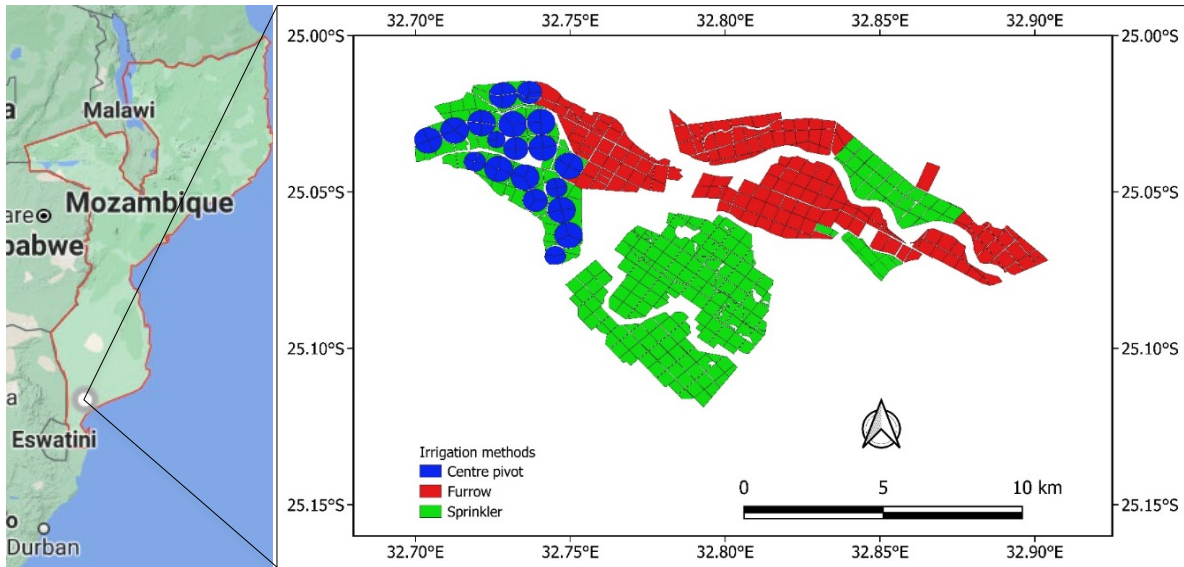 Malawi
Mozambique
are
babwe
a
Eswatini
o
Durban
32.70°E 32.75°E 32.80°E 32.85°E 32.90°E
25.00°S 25.00°S
25.05°S 25.05°S
25.10°S 25.10°S
25.15°S 25.15°S
Irrigation methods
Centre pivot
Furrow
Sprinkler
0 5 10 km
32.70°E 32.75°E 32.80°E 32.85°E 32.90°E